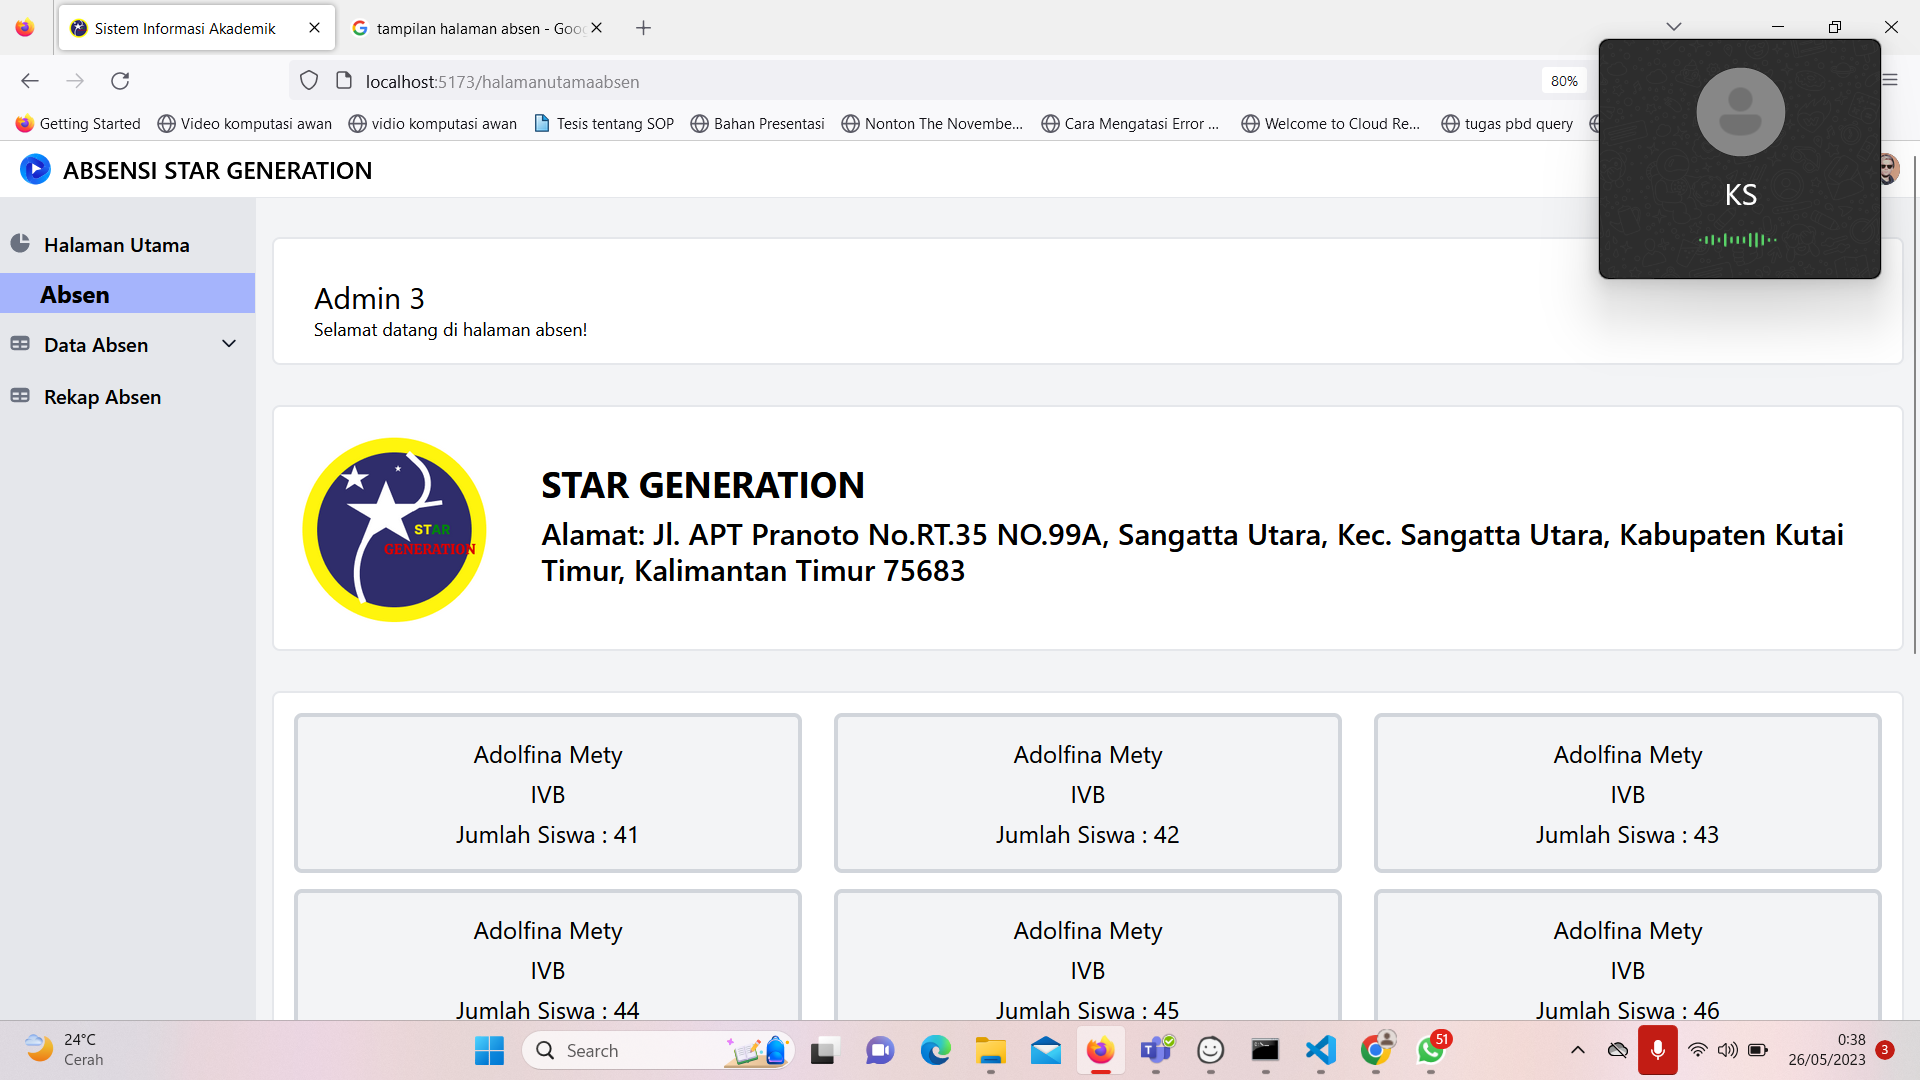 Sistem Informasi Akademik
tampilan halaman absen - Goo
localhost:5173/halamanutamaabsen
80%
Getting Started
Video komputasi awan
vidio komputasi awan
Tesis tentang SOP
Bahan Presentasi
Nonton The Novembe...
Cara Mengatasi Error ...
Welcome to Cloud Re...
tugas pbd query
KS
ABSENSI STAR GENERATION
Halaman Utama
Absen
Data Absen
Rekap Absen
Admin 3
Selamat datang di halaman absen!
STAR
GENERATION
STAR GENERATION
Alamat: Jl. APT Pranoto No.RT.35 NO.99A, Sangatta Utara, Kec. Sangatta Utara, Kabupaten Kutai
Timur, Kalimantan Timur 75683
Adolfina Mety
IVB
Jumlah Siswa : 41
Adolfina Mety
IVB
Jumlah Siswa : 42
Adolfina Mety
IVB
Jumlah Siswa : 43
Adolfina Mety
IVB
Jumlah Siswa : 44
Adolfina Mety
IVB
Jumlah Siswa : 45
Adolfina Mety
IVB
Jumlah Siswa : 46
24°C
Cerah
Search
51
0:38
26/05/2023
3